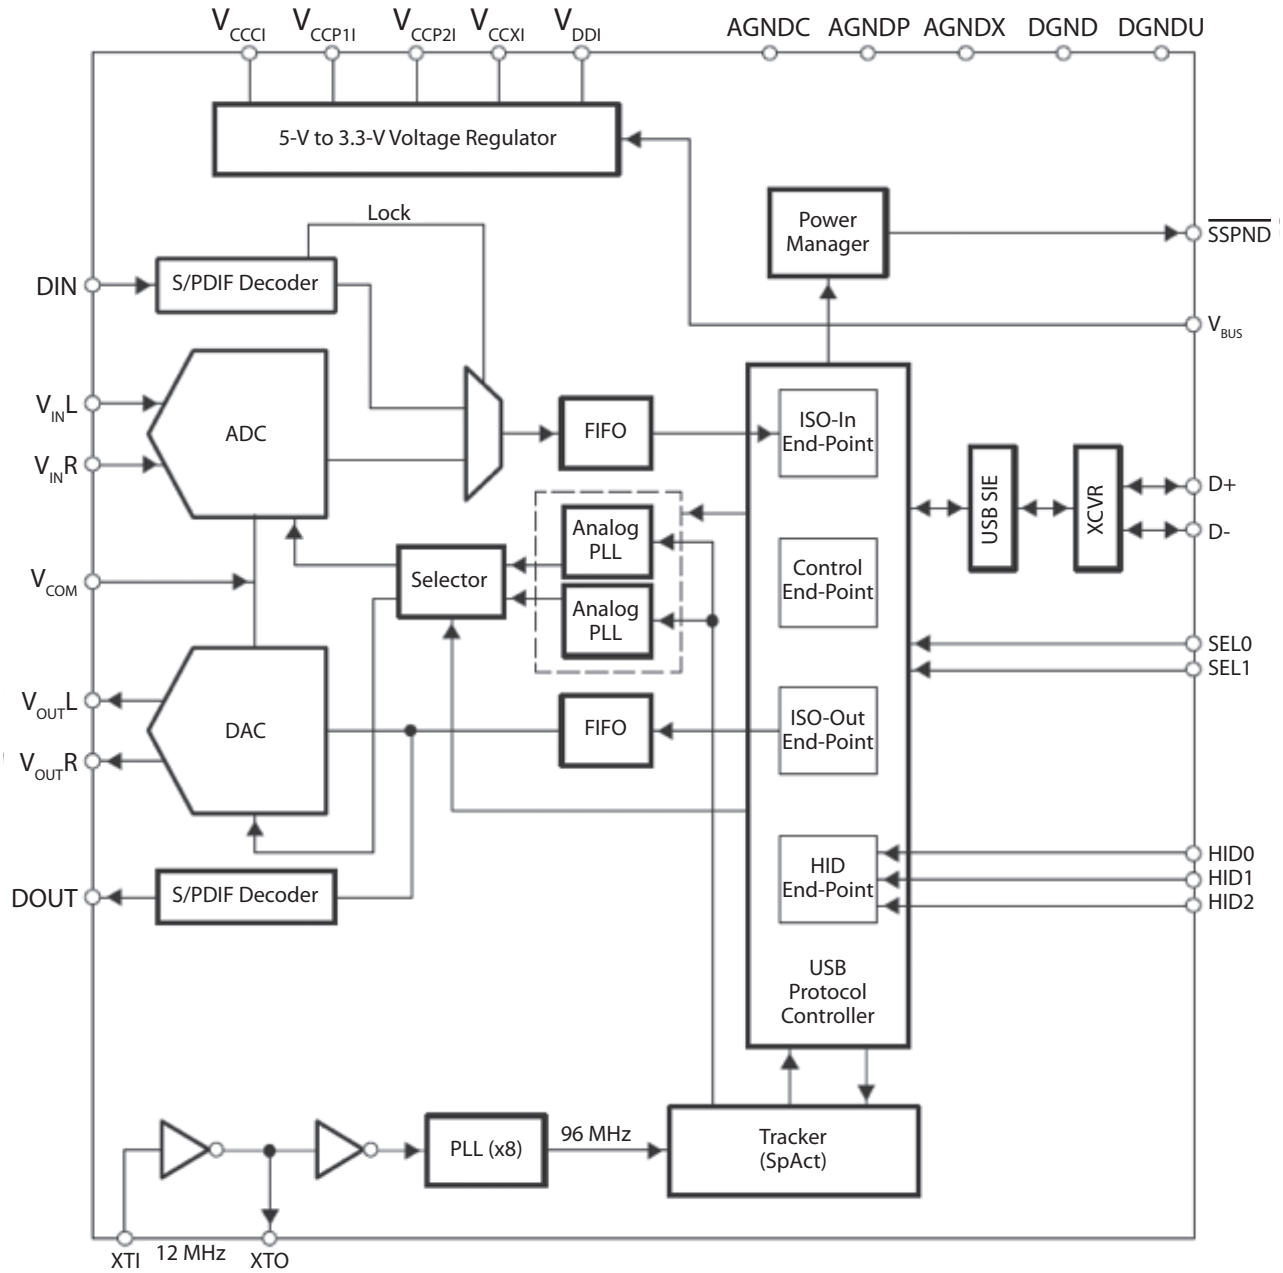 VCCCI VCCP1I VCCP2I VCCXI VDDI AGNDC AGNDP AGNDX DGND DGNDU
5-V to 3.3-V Voltage Regulator
Lock
Power
Manager
SSPND
DIN
S/PDIF Decoder
VBUS
VINL
VINR
ADC
FIFO
ISO-In
End-Point
USB SIE
XCVR
D+
D-
Analog
PLL
Analog
PLL
Selector
Control
End-Point
VCOM
SEL0
SEL1
VOUTL
VOUTR
DAC
FIFO
ISO-Out
End-Point
HID
End-Point
HID0
HID1
HID2
DOUT
S/PDIF Decoder
USB
Protocol
Controller
PLL (x8)
96 MHz
Tracker
(SpAct)
XTI
12 MHz
XTO